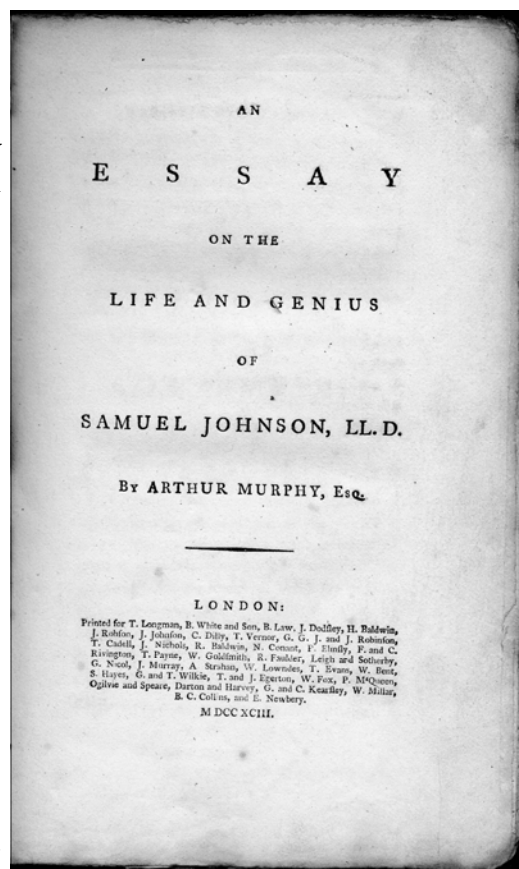 AN
ESSAY
ON THE
LIFE AND GENIUS
OF
SAMUEL JOHNSON, LL. D.
By ARTHUR MURPHY, Esq.
LONDON:
Printed for T. Longman, B. White and Son, B. Law, J. Dodsley, H. Baldwin,
J. Robson, J. Johnson, C. Dilly, T. Vernor, G. G. J. and J. Robinson,
T. Cadell, J. Nichols, R. Baldwin, N. Conant, P. Elmsly, F. and C.
Rivington, T. Payne, W. Goldsmith, R. Faulder, Leigh and Sotheby,
G. Nicol, J. Murray, A Strahan, W. Lowndes, T. Evans, W. Bent,
S. Hayes, G. and T. Wilkie, T. and J. Egerton, W. Fox, P. McQueen,
Ogilvie and Speare, Darton and Harvey, G. and C. Kearsley, W. Millar,
B. C. Collins, and E. Newbery.
M DCC XCIII.